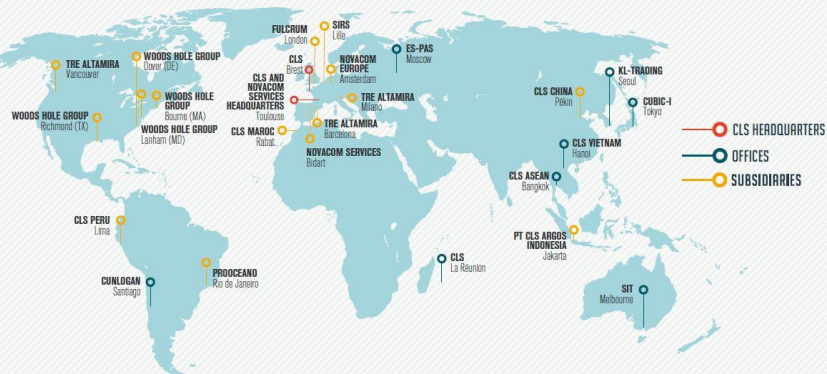 FULCRUM
London
SIRS
Lille
ES-PAS
Moscow
TRE ALTAMIRA
Vancouver
WOODS HOLE GROUP
Dover (DE)
CLS
Brest
NOVACOM
EUROPE
Amsterdam
KL-TRADING
Seoul
CLS AND
NOVACOM
SERVICES
HEADQUARTERS
Toulouse
CLS CHINA
Pékin
WOODS HOLE
GROUP
Bourne (MA)
TRE ALTAMIRA
Milano
CUBIC-I
Tokyo
WOODS HOLE GROUP
Richmond (TX)
WOODS HOLE GROUP
Lanham (MD)
CLS MAROC
Rabat
TRE ALTAMIRA
Barcelona
NOVACOM SERVICES
Bidart
CLS VIETNAM
Hanoi
CLS ASEAN
Bangkok
CLS HEADQUARTERS
OFFICES
SUBSIDIARIES
CLS PERU
Lima
PT CLS ARGOS
INDONESIA
Jakarta
CLS
La Réunion
PROOCEANO
Rio de Janeiro
CUNLOGAN
Santiago
SIT
Melbourne